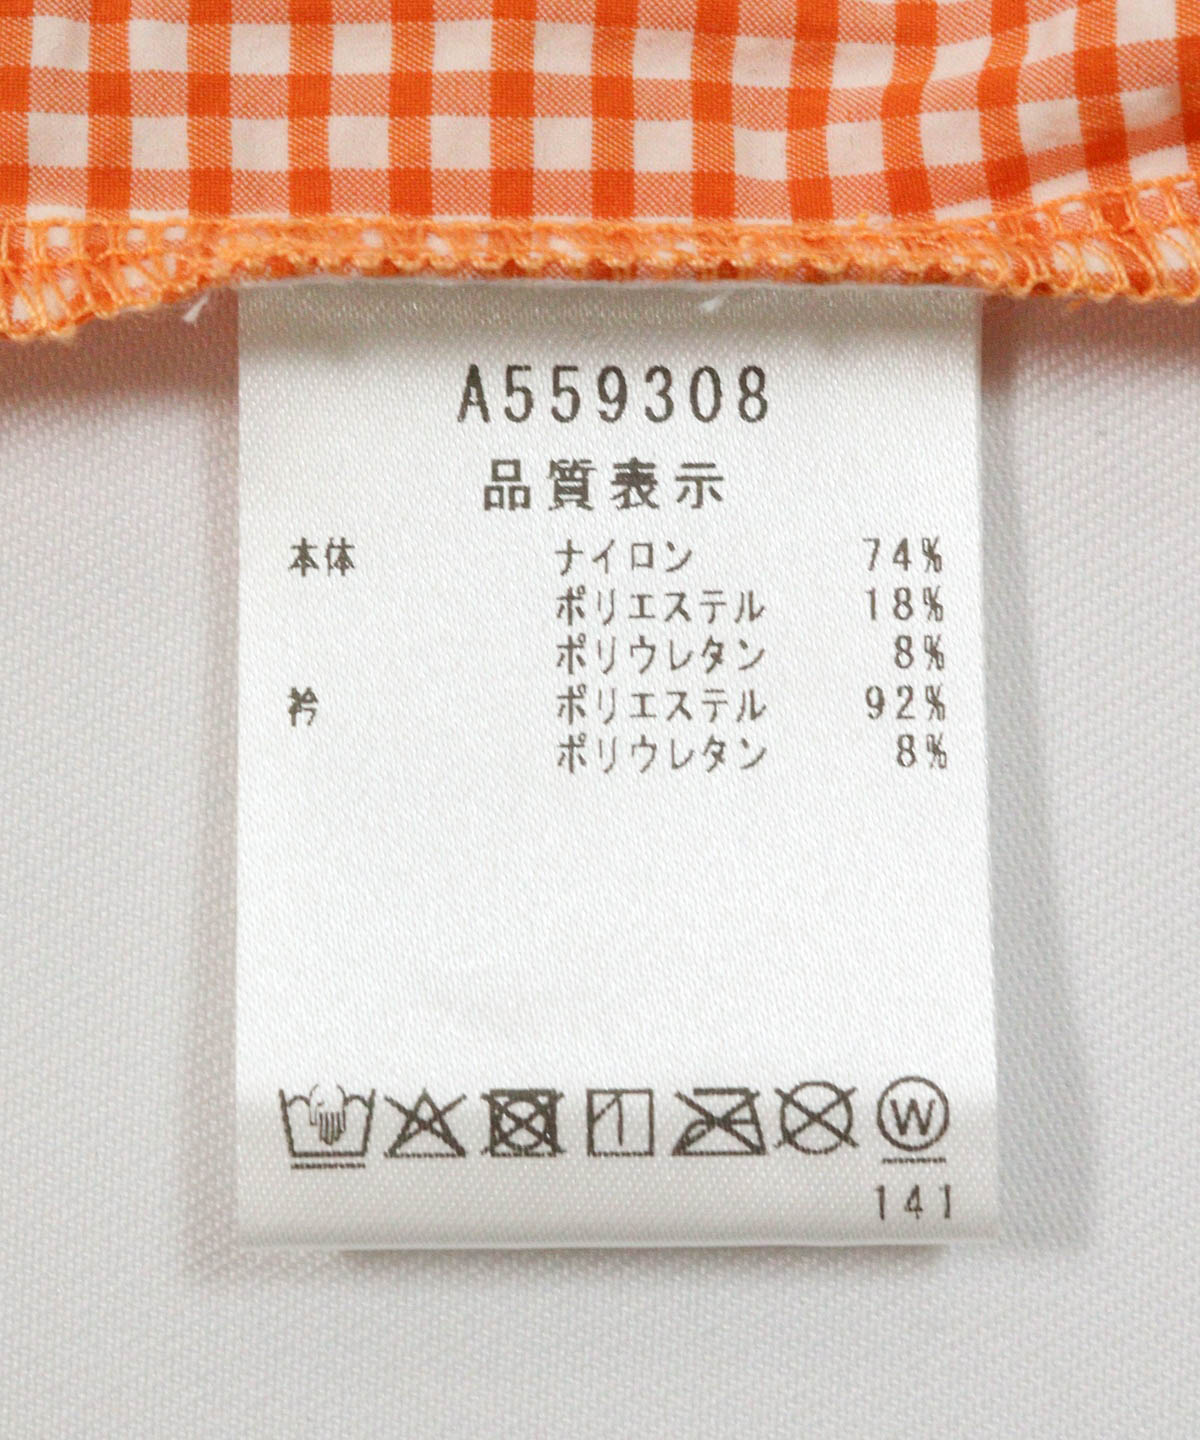 A559308
品質表示
本体 ナイロン 74%
ポリエステル 18%
ポリウレタン 8%
衿 ポリエステル 92%
ポリウレタン 8%
W
141